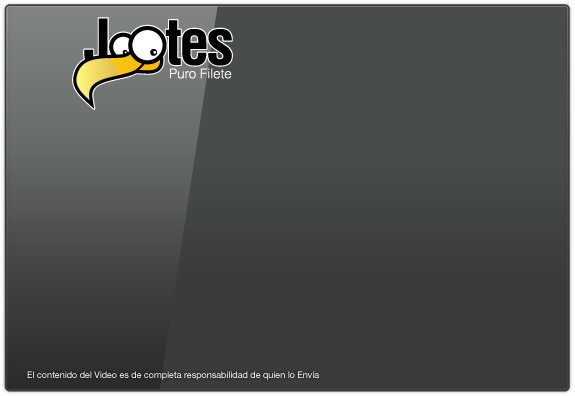 Jootes
Puro Filete
El contenido del Video es de completa responsabilidad de quien lo Envía